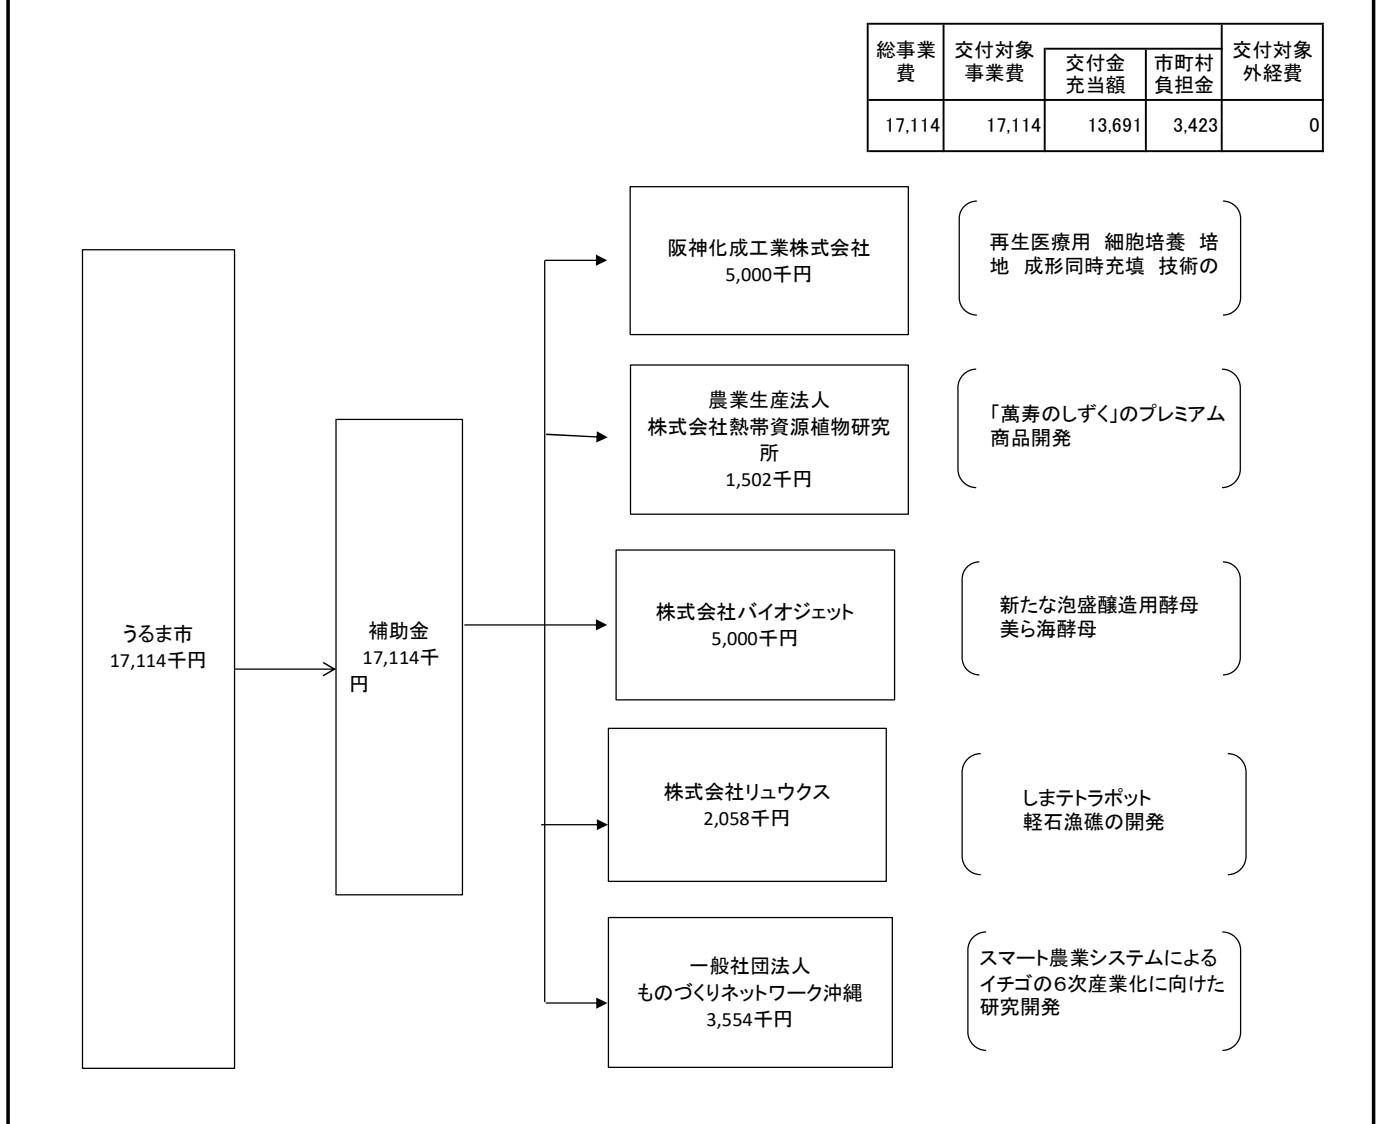 総事業
費
交付対象
事業費
交付金
充当額
市町村
負担金
交付対象
外経費
17,114
17,114
13,691
3,423
0
うるま市
17,114千円
補助金
17,114千
円
阪神化成工業株式会社
5,000千円
再生医療用 細胞培養 培
地 成形同時充填 技術の
農業生産法人
株式会社熱帯資源植物研究
所
1,502千円
「萬寿のしずく」のプレミアム
商品開発
株式会社バイオジェット
5,000千円
新たな泡盛醸造用酵母
美ら海酵母
株式会社リュウクス
2,058千円
しまテトラポット
軽石漁礁の開発
一般社団法人
ものづくりネットワーク沖縄
3,554千円
スマート農業システムによる
イチゴの6次産業化に向けた
研究開発